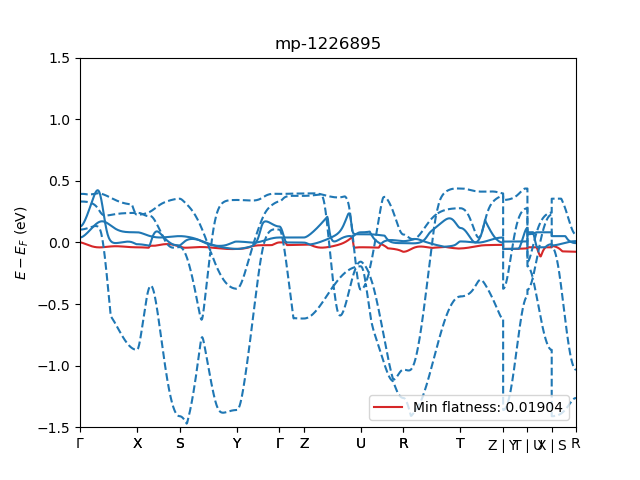 mp-1226895
E − E_F (eV)
1.5
1.0
0.5
0.0
−0.5
−1.0
−1.5
Min flatness: 0.01904
Γ X S Y Γ Z U R T Z | Y T | U X | S R